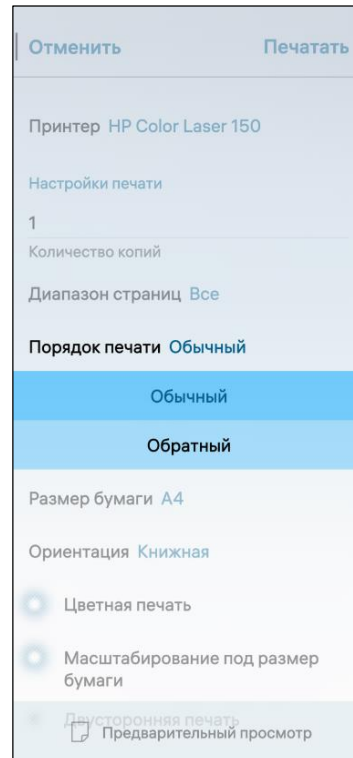 Отменить Печатать
Принтер HP Color Laser 150
Настройки печати
1
Количество копий
Диапазон страниц Все
Порядок печати Обычный
Обычный
Обратный
Размер бумаги A4
Ориентация Книжная
Цветная печать
Масштабирование под размер
бумаги
Двусторонняя печать
Предварительный просмотр